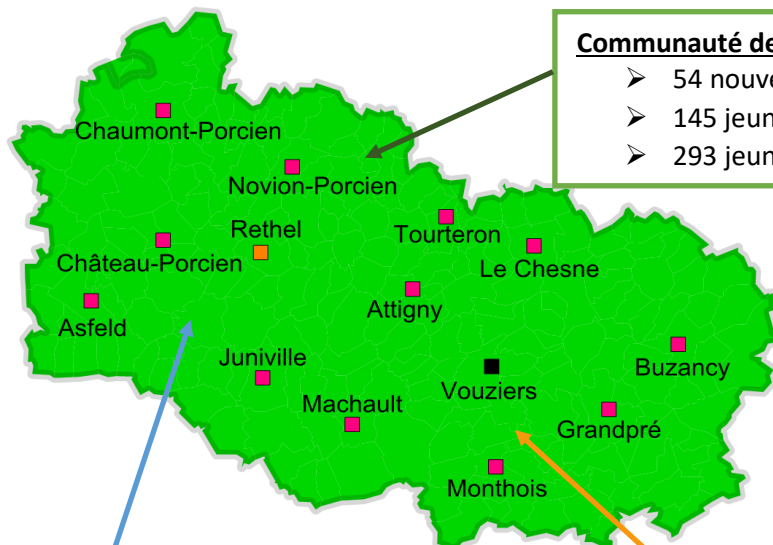 Communauté de
54 nouve
145 jeun
293 jeun
Chaumont-Porcien
Novion-Porcien
Rethel
Tourteron
Château-Porcien
Le Chesne
Attigny
Asfeld
Juniville
Buzancy
Vouziers
Machault
Grandpré
Monthois